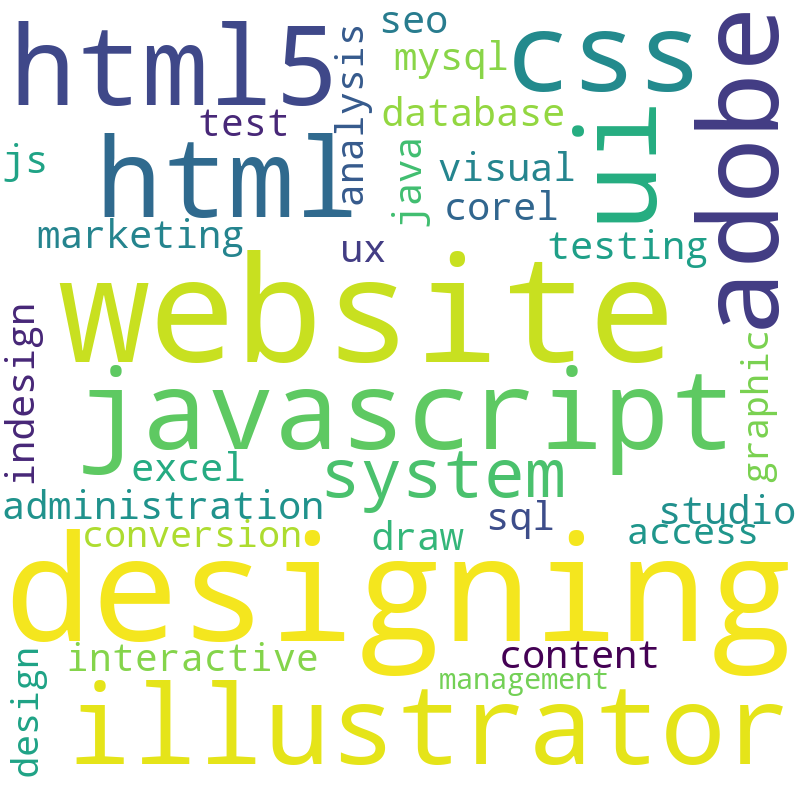 seo
html5
css
adobe
mysql
analysis
database
test
ui
html
js
java
visual
corel
marketing
ux
testing
website
indesign
graphic
javascript
excel
system
administration
sql
studio
conversion
draw
access
designing
interactive
content
management
design
illustrator